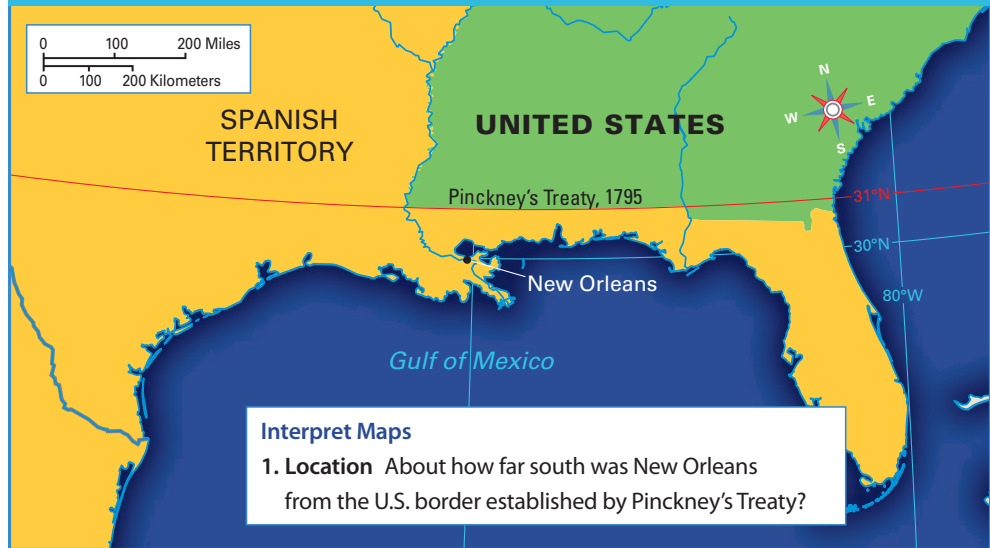 0 100 200 Miles
0 100 200 Kilometers
SPANISH
TERRITORY
UNITED STATES
N
E
W
S
Pinckney's Treaty, 1795
31°N
30°N
New Orleans
80°W
Gulf of Mexico
Interpret Maps
1. Location About how far south was New Orleans
from the U.S. border established by Pinckney's Treaty?